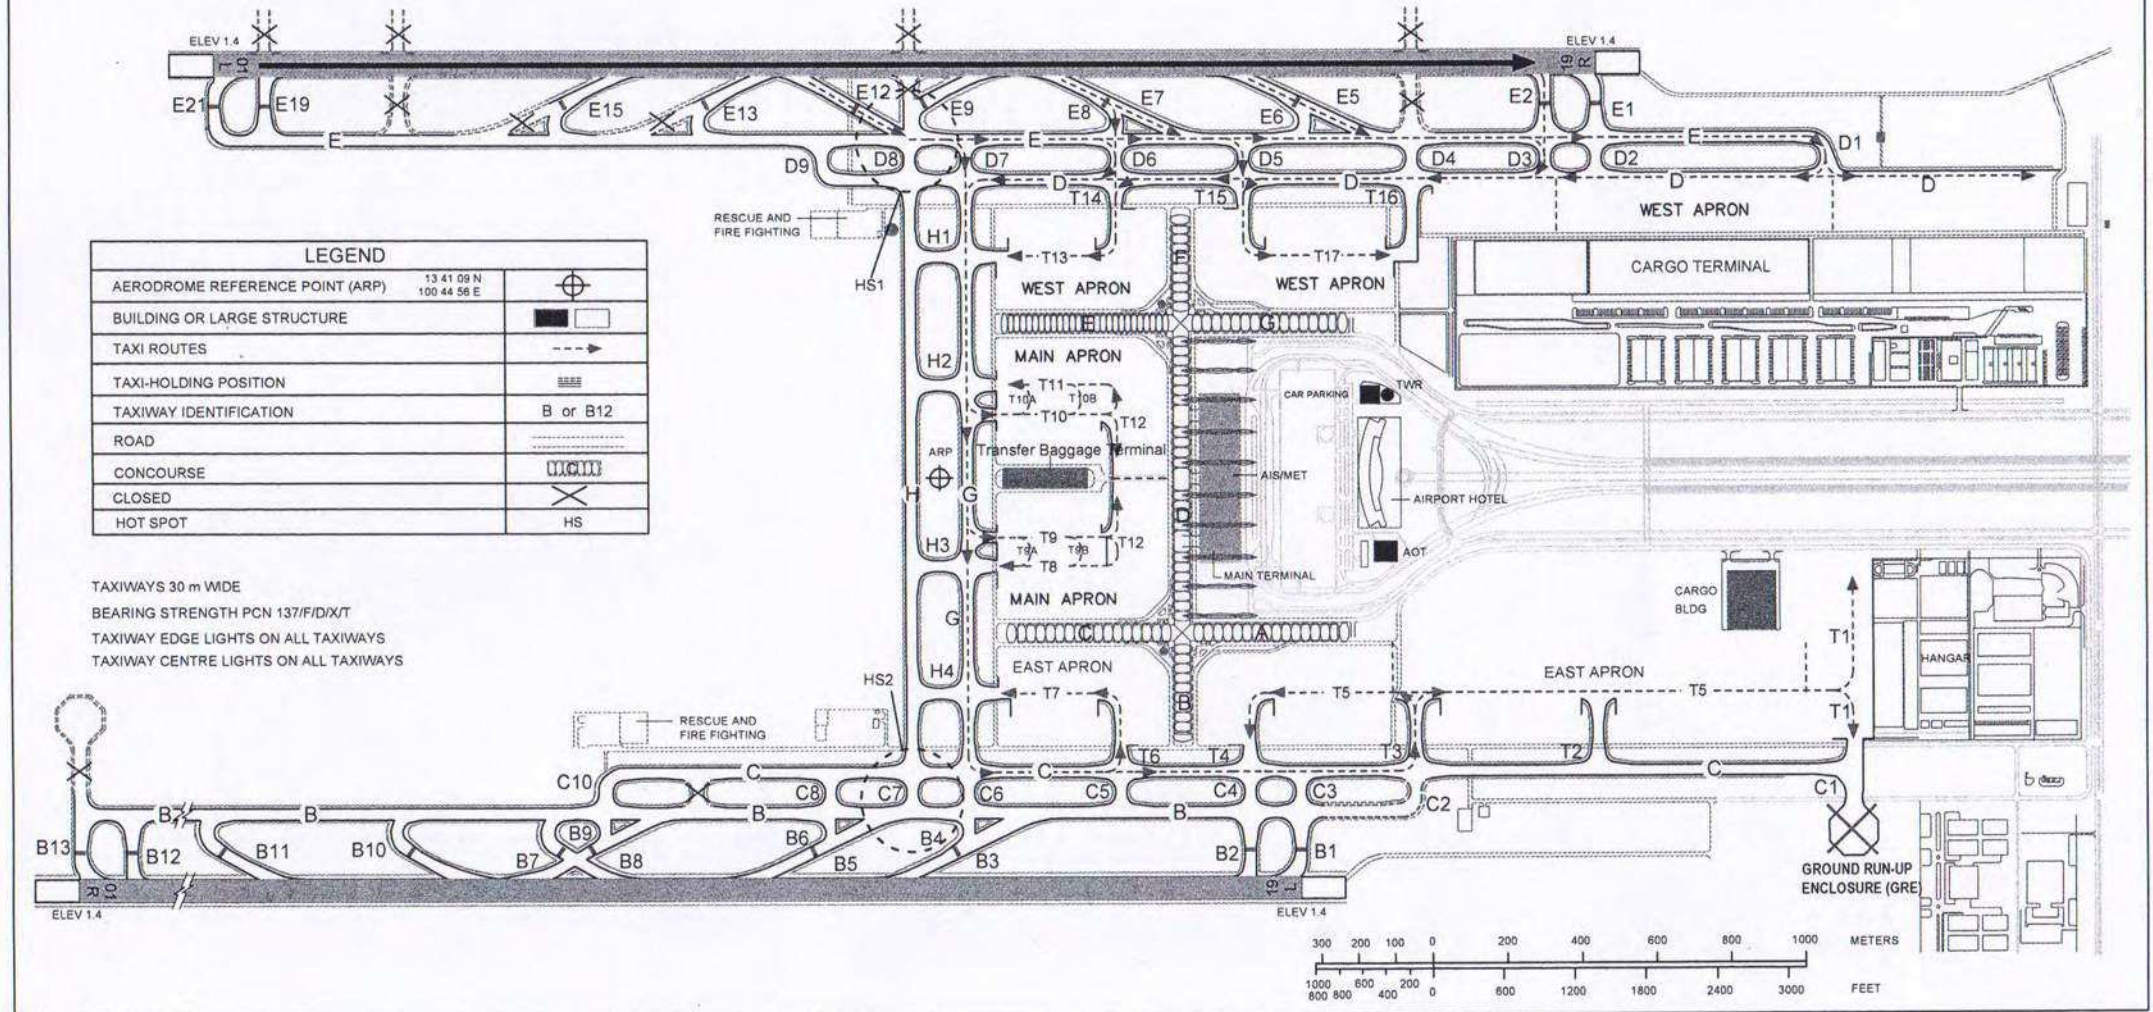 ELEV 1.4
ELEV 1.4
01
L
19
R
E21
E19
E15
E13
E12
E9
E8
E7
E6
E5
E2
E1
E
E
E
D1
D9
D8
D7
D6
D5
D4
D3
D2
D
D
D
D
T14
T15
T16
WEST APRON
RESCUE AND
FIRE FIGHTING
H1
T13
T17
F
HS1
WEST APRON
WEST APRON
CARGO TERMINAL
LEGEND
AERODROME REFERENCE POINT (ARP) 13 41 09 N
100 44 56 E
BUILDING OR LARGE STRUCTURE
TAXI ROUTES
TAXI-HOLDING POSITION
TAXIWAY IDENTIFICATION B or B12
ROAD
CONCOURSE C
CLOSED
HOT SPOT HS
E
G
H2
MAIN APRON
T11
T10A
T10B
T10
T12
CAR PARKING
TWR
ARP
Transfer Baggage Terminal
AIS/MET
H
G
AIRPORT HOTEL
D
H3
T9
T12
T9A
T9B
T8
AOT
MAIN TERMINAL
MAIN APRON
CARGO
BLDG
TAXIWAYS 30 m WIDE
BEARING STRENGTH PCN 137/F/D/X/T
TAXIWAY EDGE LIGHTS ON ALL TAXIWAYS
TAXIWAY CENTRE LIGHTS ON ALL TAXIWAYS
G
C
A
T1
HANGAR
H4
EAST APRON
EAST APRON
HS2
T7
B
T5
T5
T1
RESCUE AND
FIRE FIGHTING
T6
T4
T3
T2
C10
C
C
C
C8
C7
C6
C5
C4
C3
C2
C1
B
B
B
B
B13
B12
B11
B10
B9
B7
B8
B6
B5
B4
B3
B2
B1
01
R
19
L
ELEV 1.4
ELEV 1.4
GROUND RUN-UP
ENCLOSURE (GRE)
300 200 100 0 200 400 600 800 1000 METERS
1000 600 200
800 800 400 0 600 1200 1800 2400 3000 FEET